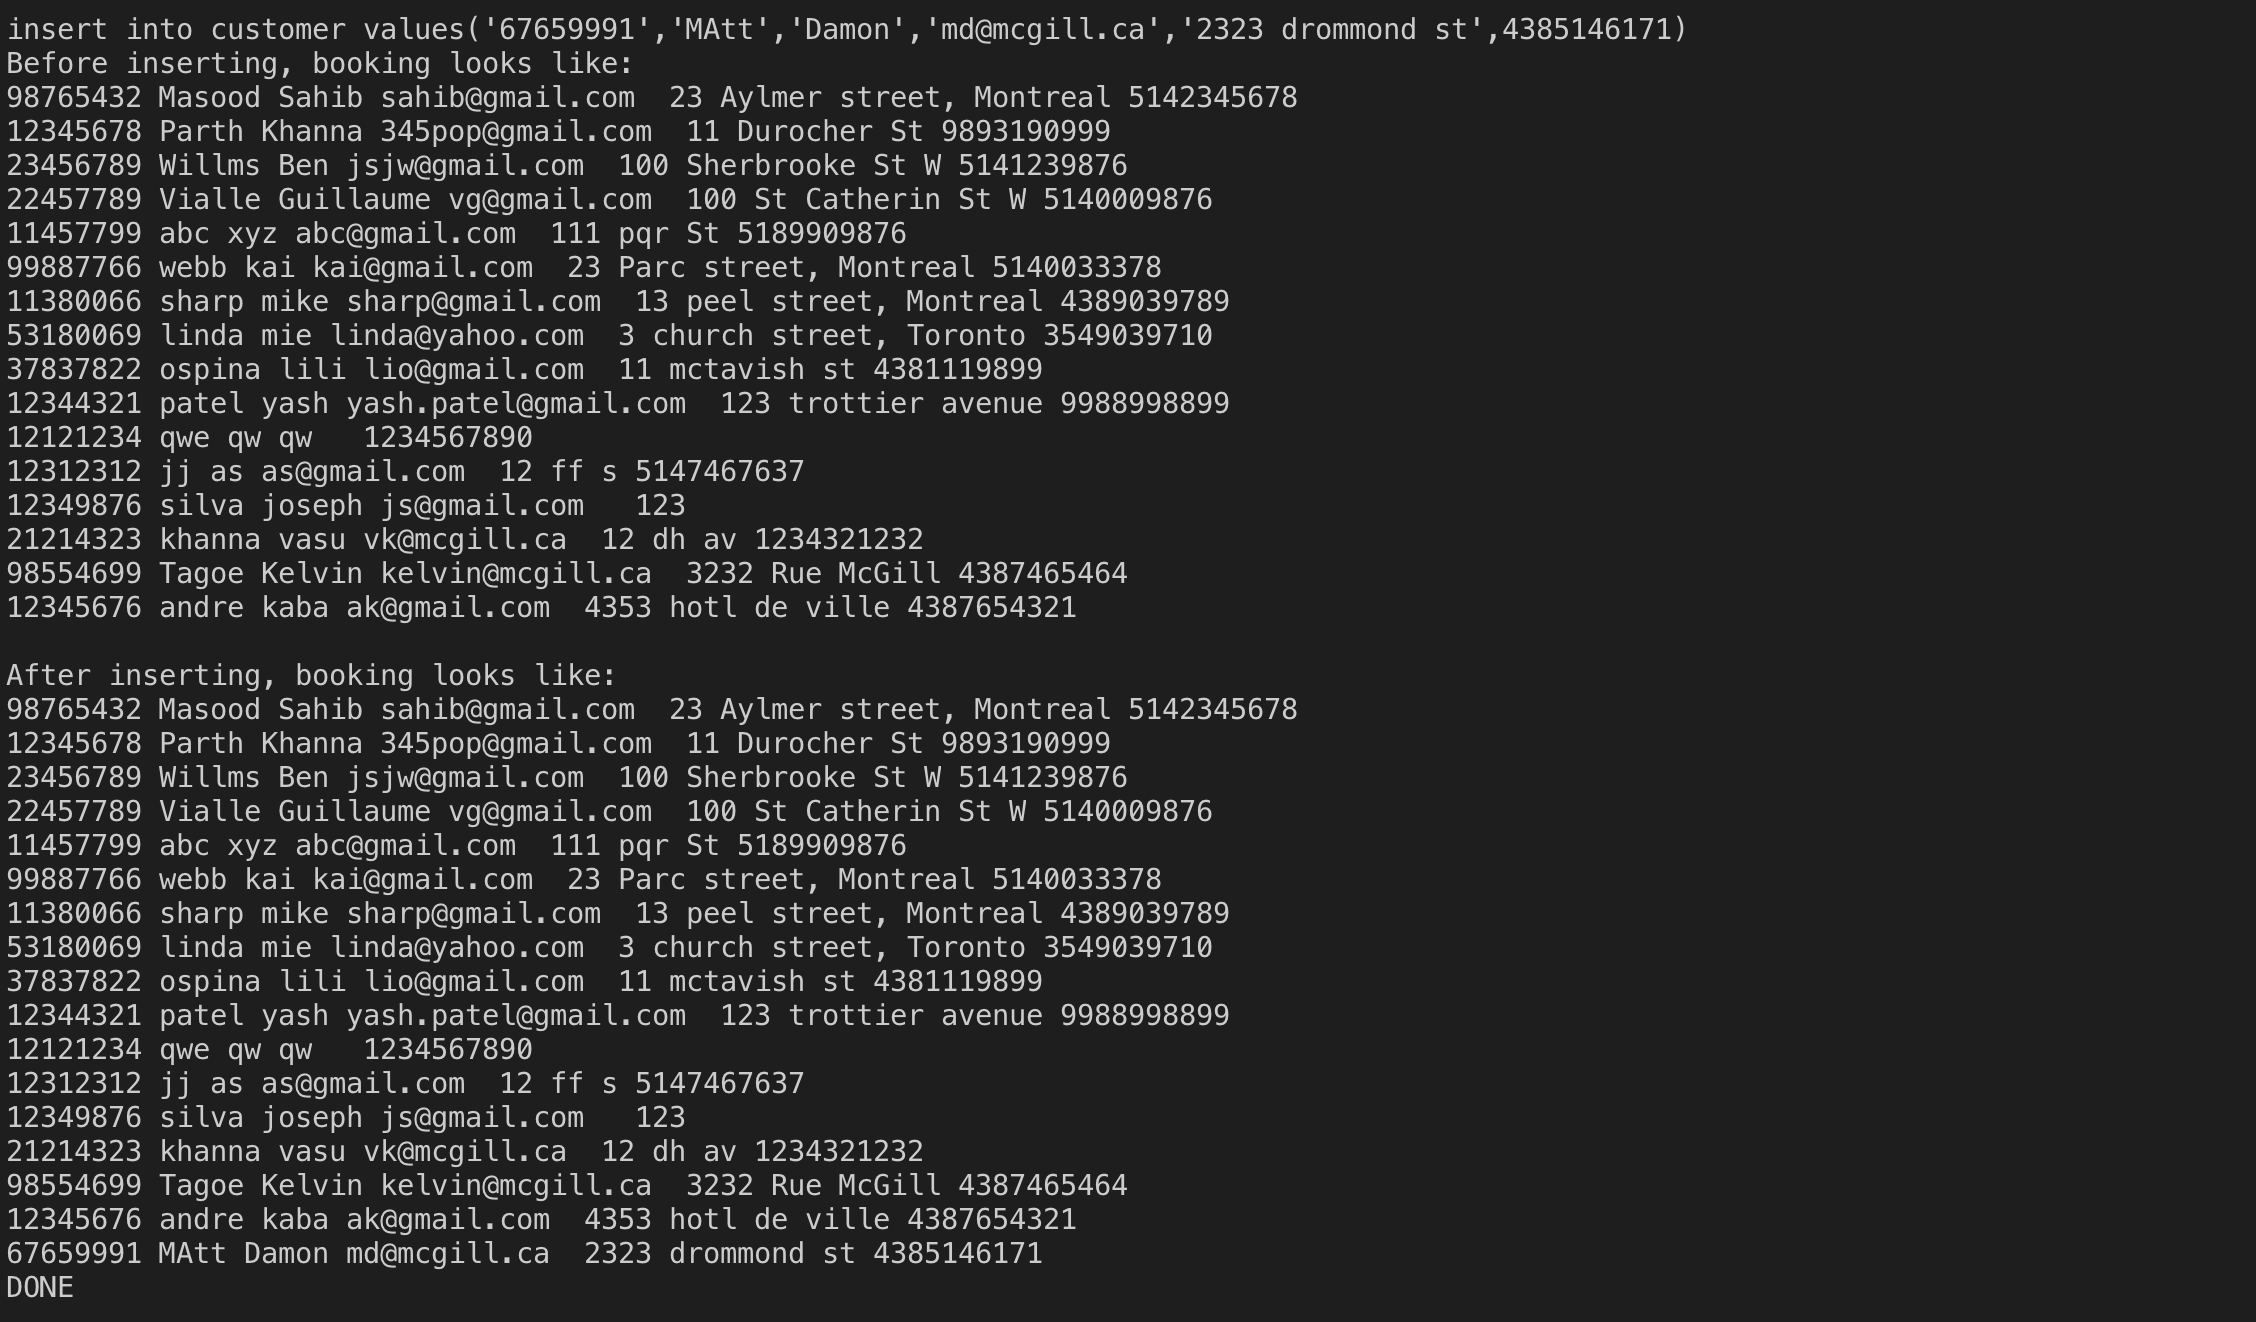 insert into customer values('67659991','MAtt','Damon','md@mcgill.ca','2323 drommond st',4385146171)
Before inserting, booking looks like:
98765432 Masood Sahib sahib@gmail.com  23 Aylmer street, Montreal 5142345678
12345678 Parth Khanna 345pop@gmail.com  11 Durocher St 9893190999
23456789 Willms Ben jsjw@gmail.com  100 Sherbrooke St W 5141239876
22457789 Vialle Guillaume vg@gmail.com  100 St Catherin St W 5140009876
11457799 abc xyz abc@gmail.com  111 pqr St 5189909876
99887766 webb kai kai@gmail.com  23 Parc street, Montreal 5140033378
11380066 sharp mike sharp@gmail.com  13 peel street, Montreal 4389039789
53180069 linda mie linda@yahoo.com  3 church street, Toronto 3549039710
37837822 ospina lili lio@gmail.com  11 mctavish st 4381119899
12344321 patel yash yash.patel@gmail.com  123 trottier avenue 9988998899
12121234 qwe qw qw   1234567890
12312312 jj as as@gmail.com  12 ff s 5147467637
12349876 silva joseph js@gmail.com   123
21214323 khanna vasu vk@mcgill.ca  12 dh av 1234321232
98554699 Tagoe Kelvin kelvin@mcgill.ca  3232 Rue McGill 4387465464
12345676 andre kaba ak@gmail.com  4353 hotl de ville 4387654321

After inserting, booking looks like:
98765432 Masood Sahib sahib@gmail.com  23 Aylmer street, Montreal 5142345678
12345678 Parth Khanna 345pop@gmail.com  11 Durocher St 9893190999
23456789 Willms Ben jsjw@gmail.com  100 Sherbrooke St W 5141239876
22457789 Vialle Guillaume vg@gmail.com  100 St Catherin St W 5140009876
11457799 abc xyz abc@gmail.com  111 pqr St 5189909876
99887766 webb kai kai@gmail.com  23 Parc street, Montreal 5140033378
11380066 sharp mike sharp@gmail.com  13 peel street, Montreal 4389039789
53180069 linda mie linda@yahoo.com  3 church street, Toronto 3549039710
37837822 ospina lili lio@gmail.com  11 mctavish st 4381119899
12344321 patel yash yash.patel@gmail.com  123 trottier avenue 9988998899
12121234 qwe qw qw   1234567890
12312312 jj as as@gmail.com  12 ff s 5147467637
12349876 silva joseph js@gmail.com   123
21214323 khanna vasu vk@mcgill.ca  12 dh av 1234321232
98554699 Tagoe Kelvin kelvin@mcgill.ca  3232 Rue McGill 4387465464
12345676 andre kaba ak@gmail.com  4353 hotl de ville 4387654321
67659991 MAtt Damon md@mcgill.ca  2323 drommond st 4385146171
DONE